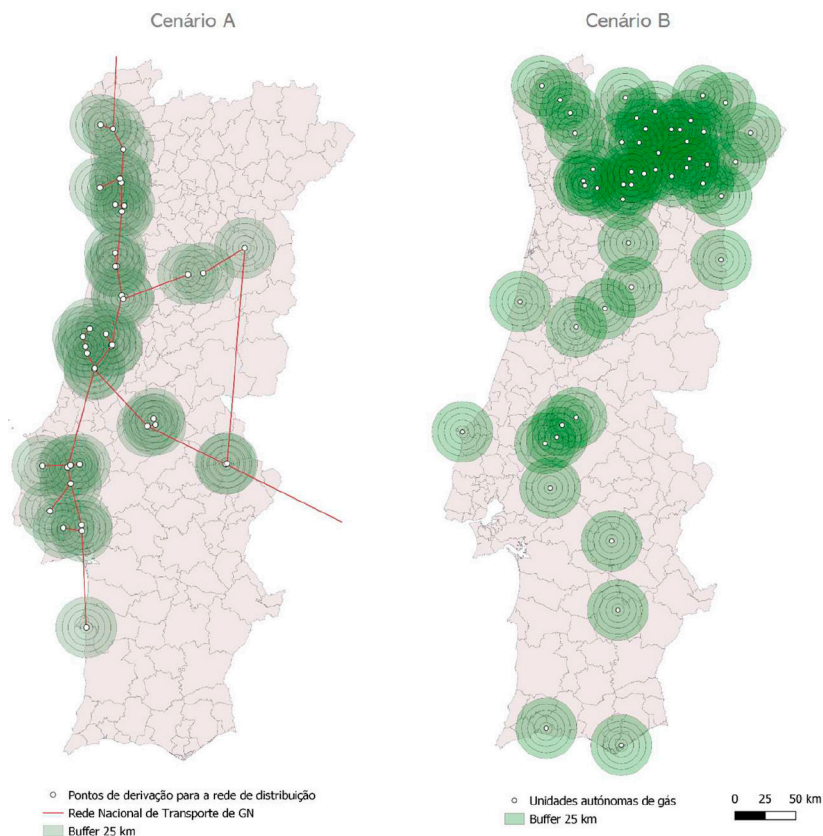 Cenário A
Cenário B
Pontos de derivação para a rede de distribuição
Rede Nacional de Transporte de GN
Buffer 25 km
Unidades autónomas de gás
Buffer 25 km
0 25 50 km